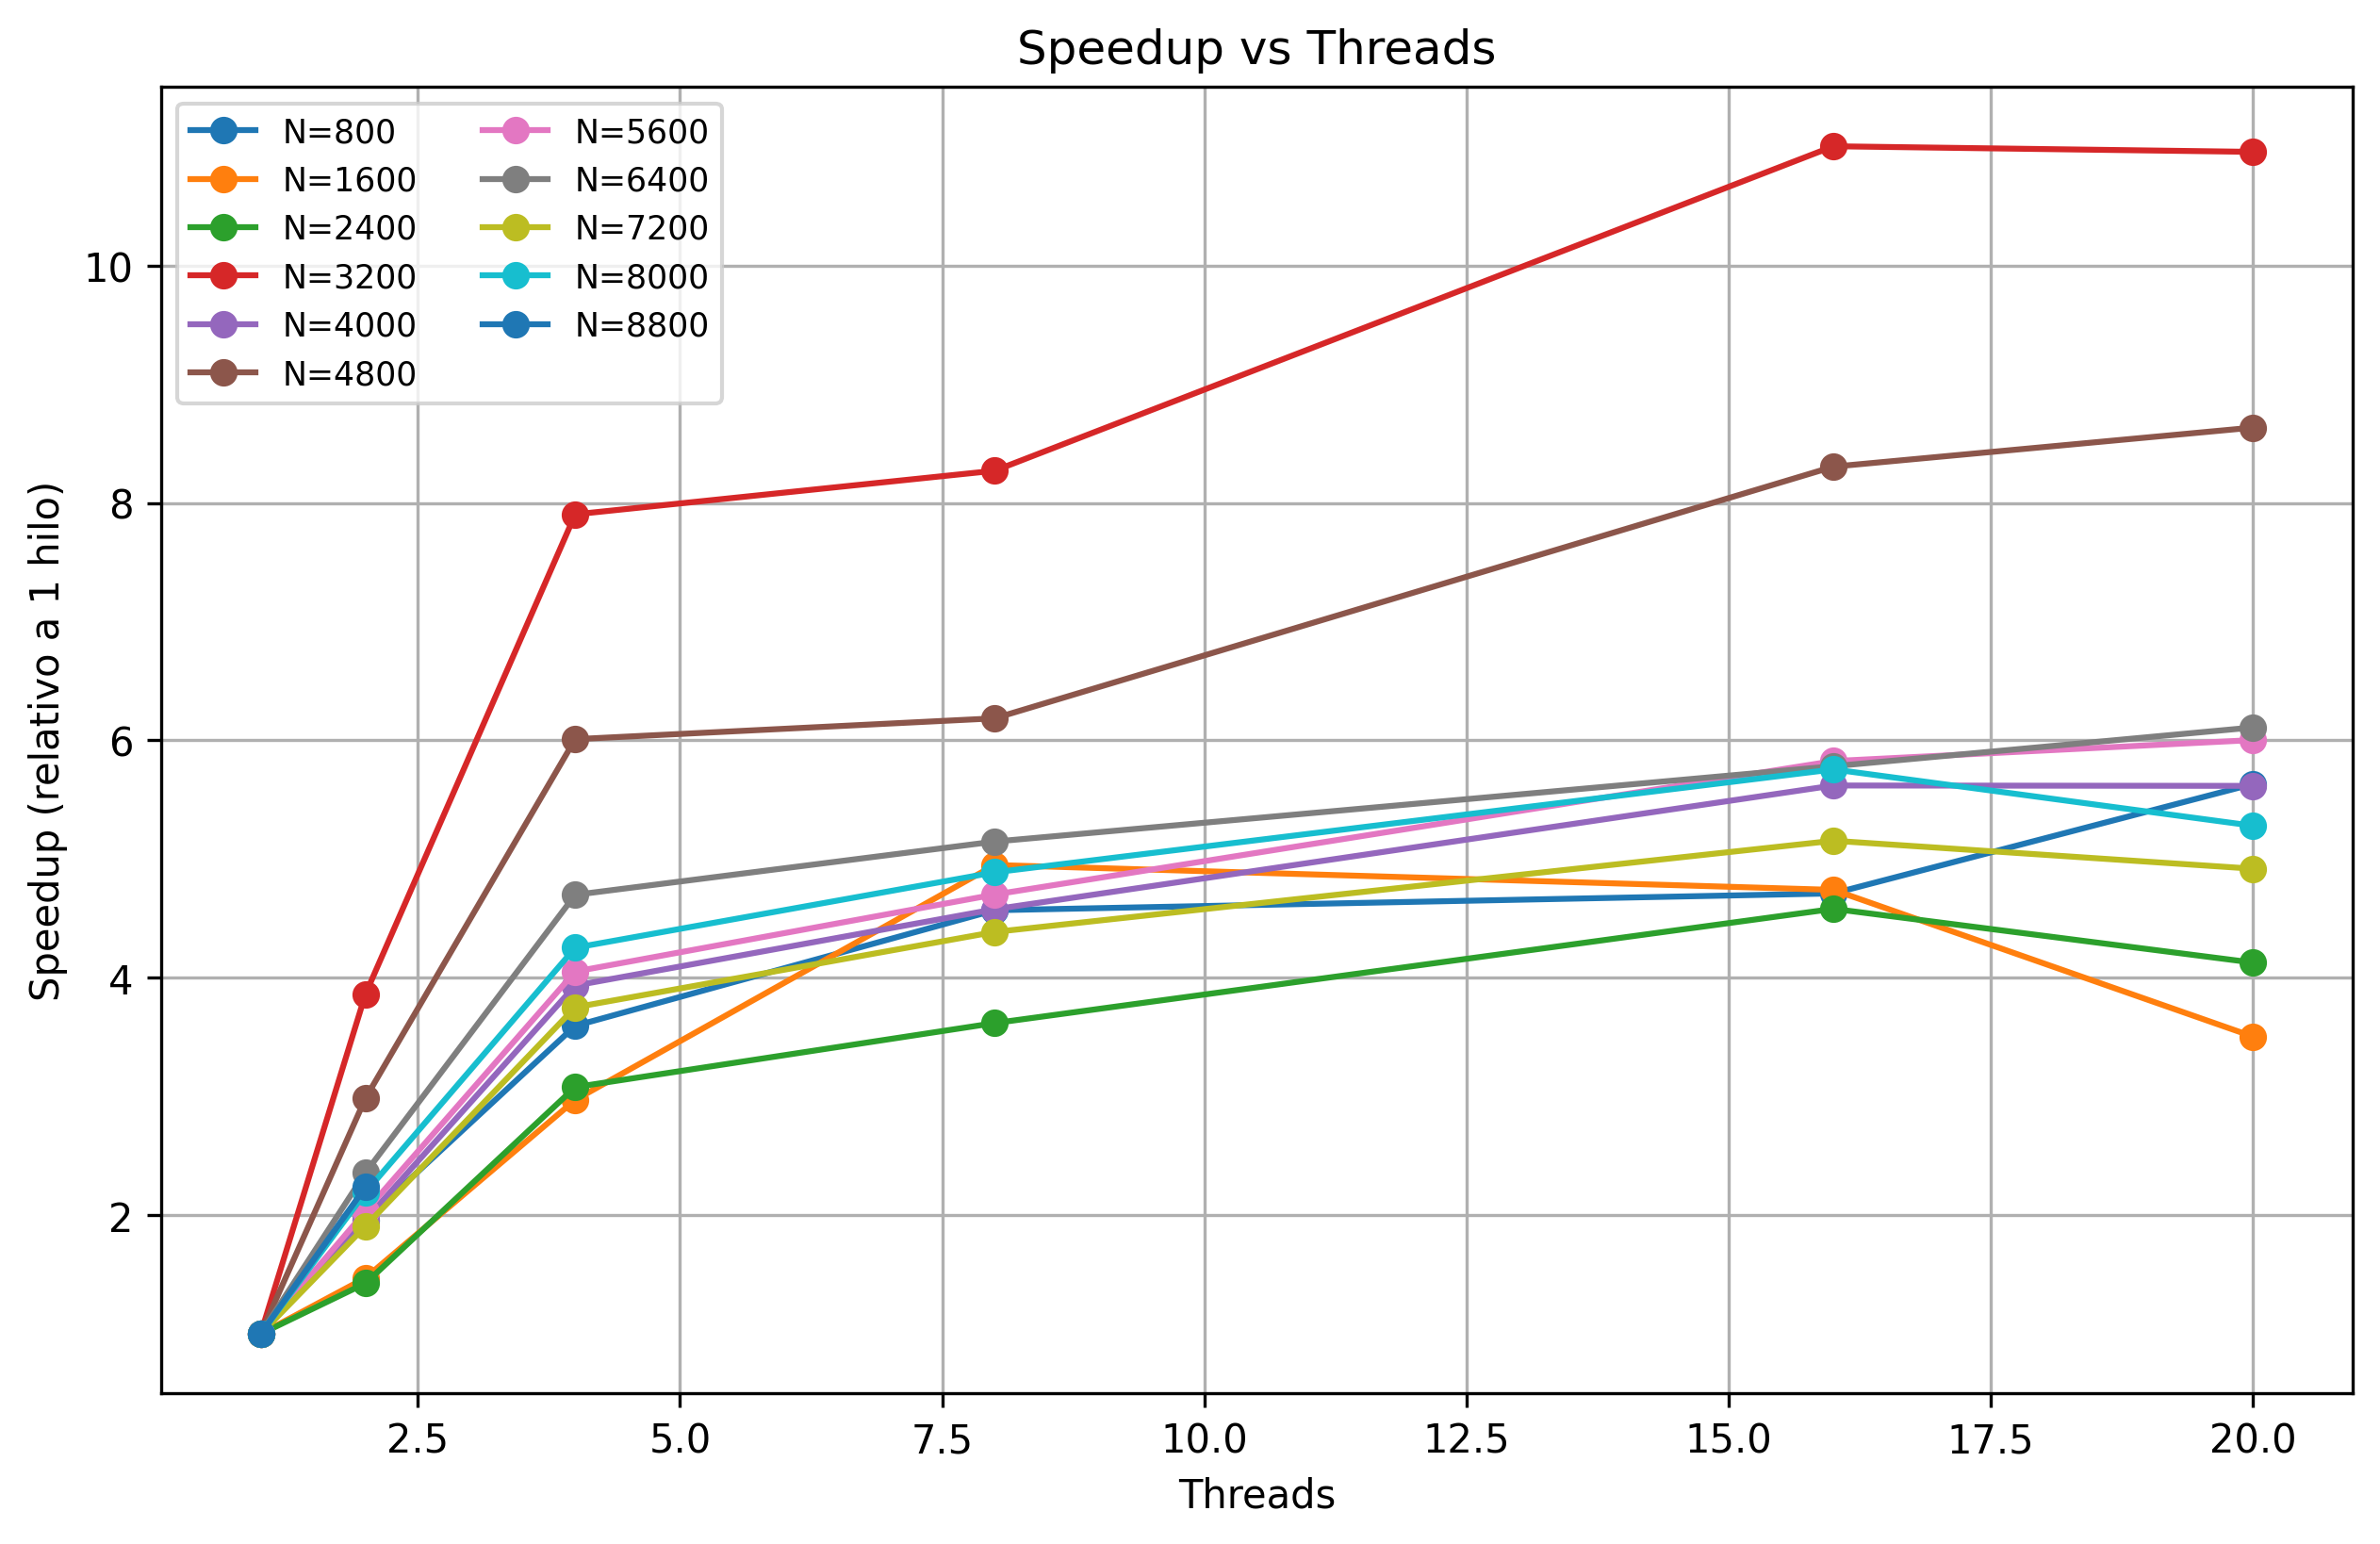 Speedup vs Threads
N=800
N=1600
N=2400
N=3200
N=4000
N=4800
N=5600
N=6400
N=7200
N=8000
N=8800
Speedup (relativo a 1 hilo)
10
8
6
4
2
2.5 5.0 7.5 10.0 12.5 15.0 17.5 20.0
Threads